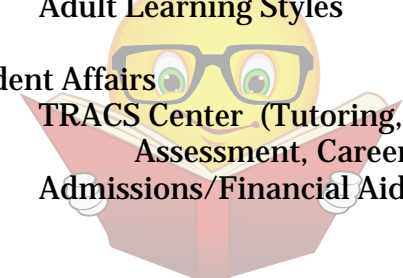 Adult Learning Styles
dent Affairs
TRACS Center (Tutoring,
Assessment, Career
Admissions/Financial Aid